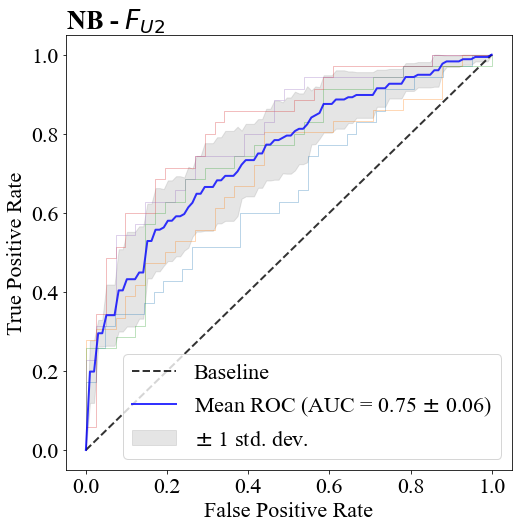 NB - F_{U2}
True Positive Rate
1.0
0.8
0.6
0.4
0.2
0.0
Baseline
Mean ROC (AUC = 0.75 ± 0.06)
± 1 std. dev.
0.0 0.2 0.4 0.6 0.8 1.0
False Positive Rate